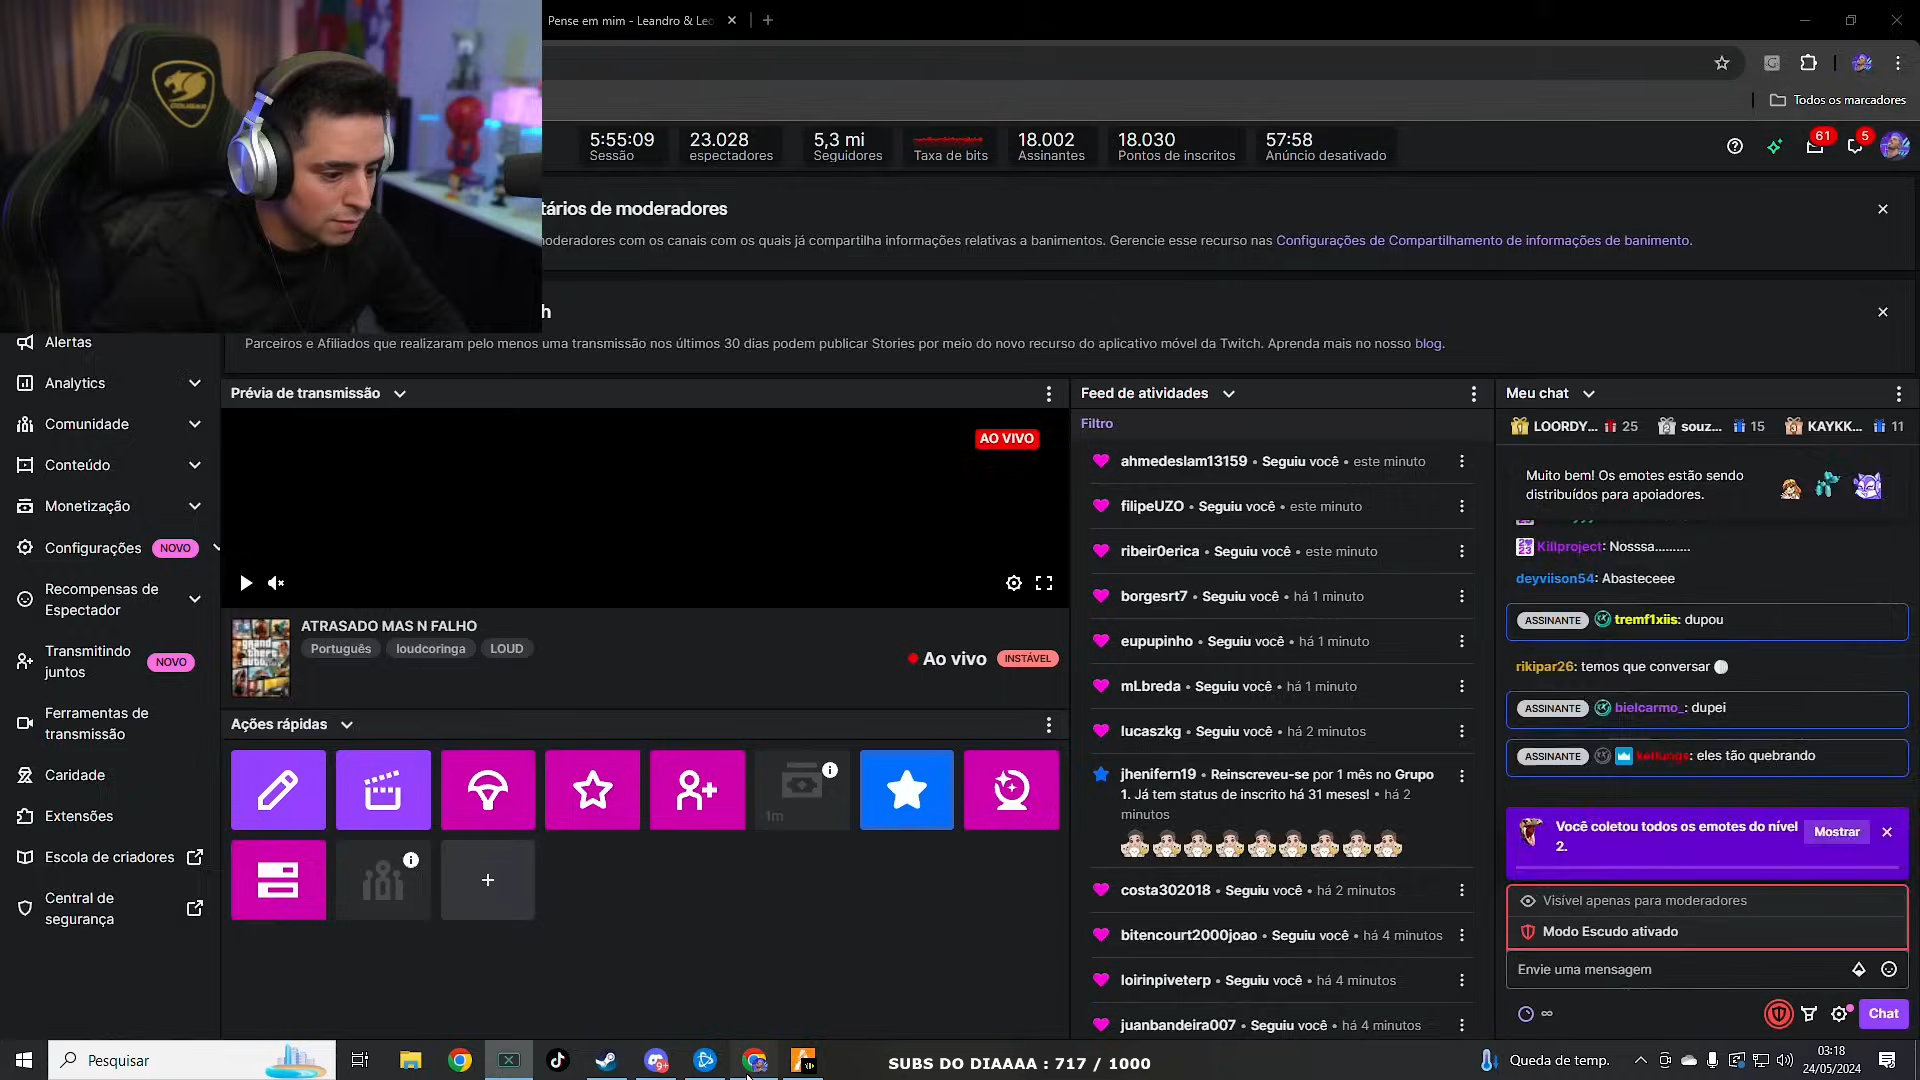 Pense em mim - Leandro & Leo
Todos os marcadores
5:55:09
Sessão
23.028
espectadores
5,3 mi
Seguidores
Taxa de bits
18.002
Assinantes
18.030
Pontos de inscritos
57:58
Anúncio desativado
61
5
tários de moderadores
moderadores com os canais com os quais já compartilha informações relativas a banimentos. Gerencie esse recurso nas Configurações de Compartilhamento de informações de banimento.
h
Parceiros e Afiliados que realizaram pelo menos uma transmissão nos últimos 30 dias podem publicar Stories por meio do novo recurso do aplicativo móvel da Twitch. Aprenda mais no nosso blog.
COUGAR
Alertas
Analytics
Comunidade
Conteúdo
Monetização
Configurações NOVO
Recompensas de
Espectador
Transmitindo
juntos
NOVO
Ferramentas de
transmissão
Caridade
Extensões
Escola de criadores
Central de
segurança
Prévia de transmissão
AO VIVO
ATRASADO MAS N FALHO
Português loudcoringa LOUD
Ao vivo INSTÁVEL
Ações rápidas
1m
+
Feed de atividades
Filtro
ahmedeslam13159 • Seguiu você • este minuto
filipeUZO • Seguiu você • este minuto
ribeir0erica • Seguiu você • este minuto
borgesrt7 • Seguiu você • há 1 minuto
eupupinho • Seguiu você • há 1 minuto
mLbreda • Seguiu você • há 1 minuto
lucaszkg • Seguiu você • há 2 minutos
jhenifern19 • Reinscreveu-se por 1 mês no Grupo
1. Já tem status de inscrito há 31 meses! • há 2
minutos
costa302018 • Seguiu você • há 2 minutos
bitencourt2000joao • Seguiu você • há 4 minutos
loirinpiveterp • Seguiu você • há 4 minutos
juanbandeira007 • Seguiu você • há 4 minutos
Meu chat
LOORDY... 25 souz... 15 KAYKK... 11
Muito bem! Os emotes estão sendo
distribuídos para apoiadores.
Killproject: Nosssa..........
deyviison54: Abasteceee
ASSINANTE tremf1xiis: dupou
rikipar26: temos que conversar
ASSINANTE bielcarmo_: dupei
ASSINANTE : eles tão quebrando
Você coletou todos os emotes do nível
2.
Mostrar
Visível apenas para moderadores
Modo Escudo ativado
Envie uma mensagem
∞
Chat
Pesquisar
9+
SUBS DO DIAAAA : 717 / 1000
Queda de temp.
03:18
24/05/2024